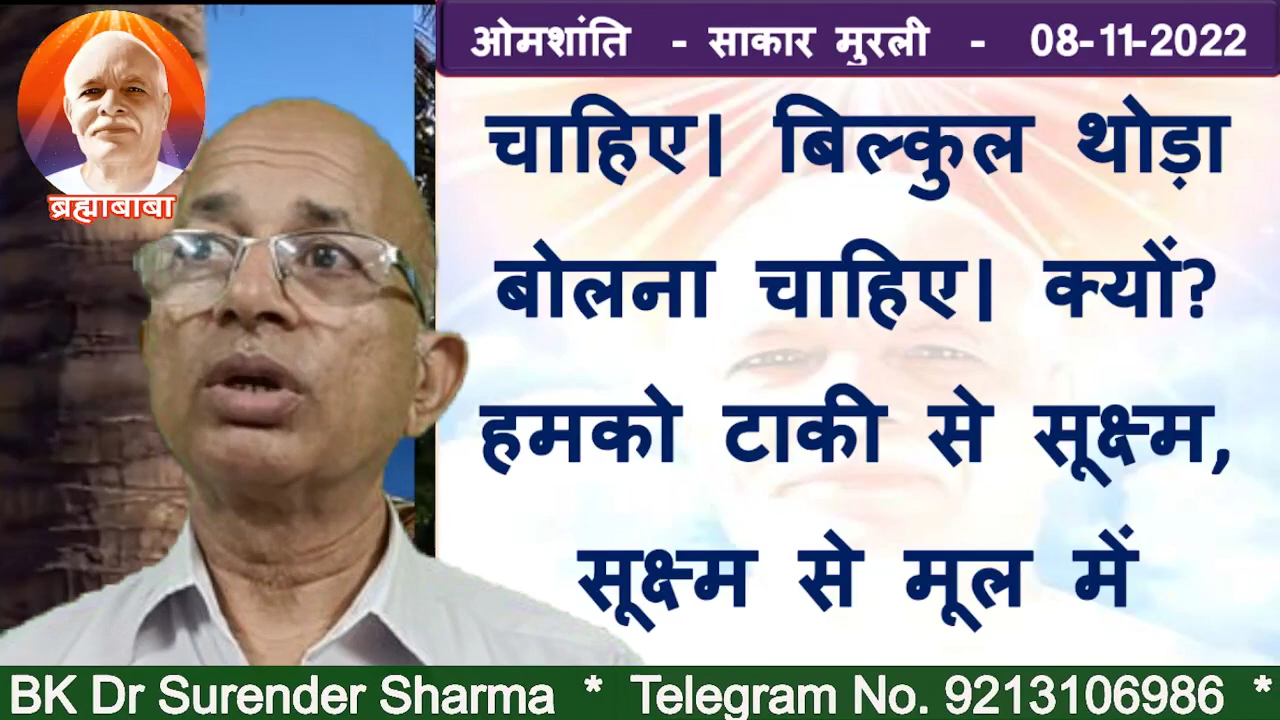 ओमशांति - साकार मुरली - 08-11-2022
ब्रह्माबाबा
चाहिए। बिल्कुल थोड़ा
बोलना चाहिए। क्यों?
हमको टाकी से सूक्ष्म,
सूक्ष्म से मूल में
BK Dr Surender Sharma * Telegram No. 9213106986 *